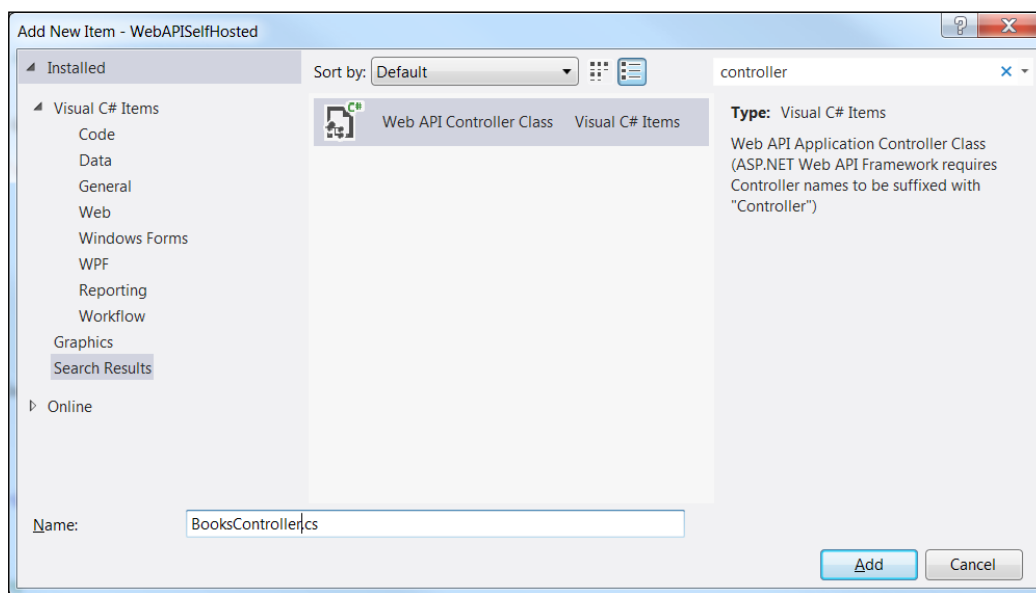 Add New Item - WebAPISelfHosted
Installed
Visual C# Items
Code
Data
General
Web
Windows Forms
WPF
Reporting
Workflow
Graphics
Search Results
Online
Sort by: Default
C#
Web API Controller Class Visual C# Items
controller
Type: Visual C# Items
Web API Application Controller Class
(ASP.NET Web API Framework requires
Controller names to be suffixed with
"Controller")
Name: BooksController.cs
Add Cancel